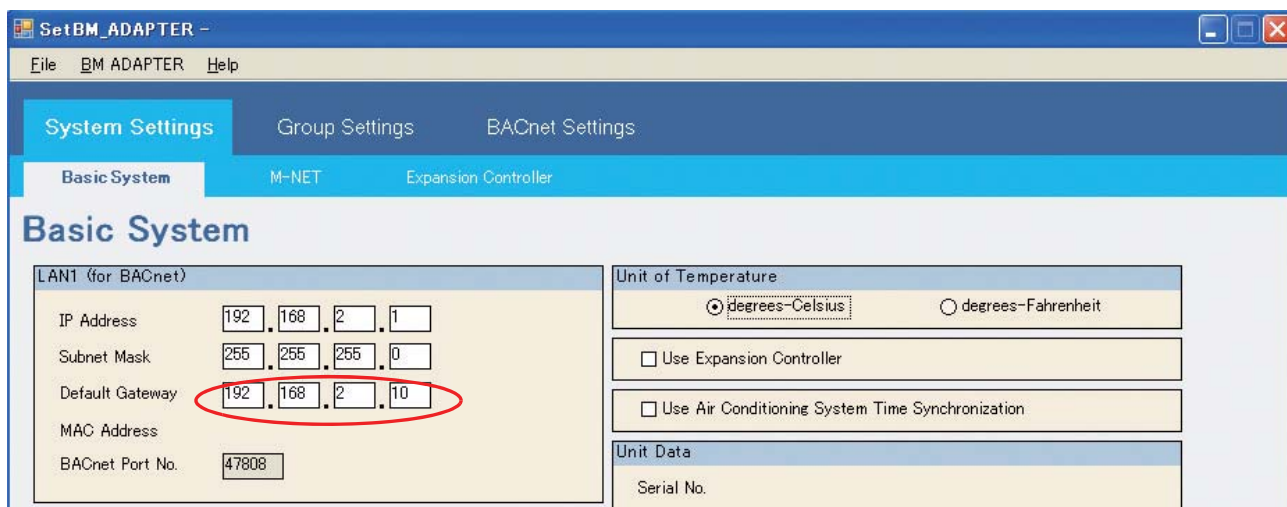 SetBM_ADAPTER -
File BM ADAPTER Help
System Settings Group Settings BACnet Settings
Basic System M-NET Expansion Controller
Basic System
LAN1 (for BACnet)
IP Address 192 . 168 . 2 . 1
Subnet Mask 255 . 255 . 255 . 0
Default Gateway 192 . 168 . 2 . 10
MAC Address
BACnet Port No. 47808
Unit of Temperature
degrees-Celsius degrees-Fahrenheit
Use Expansion Controller
Use Air Conditioning System Time Synchronization
Unit Data
Serial No.